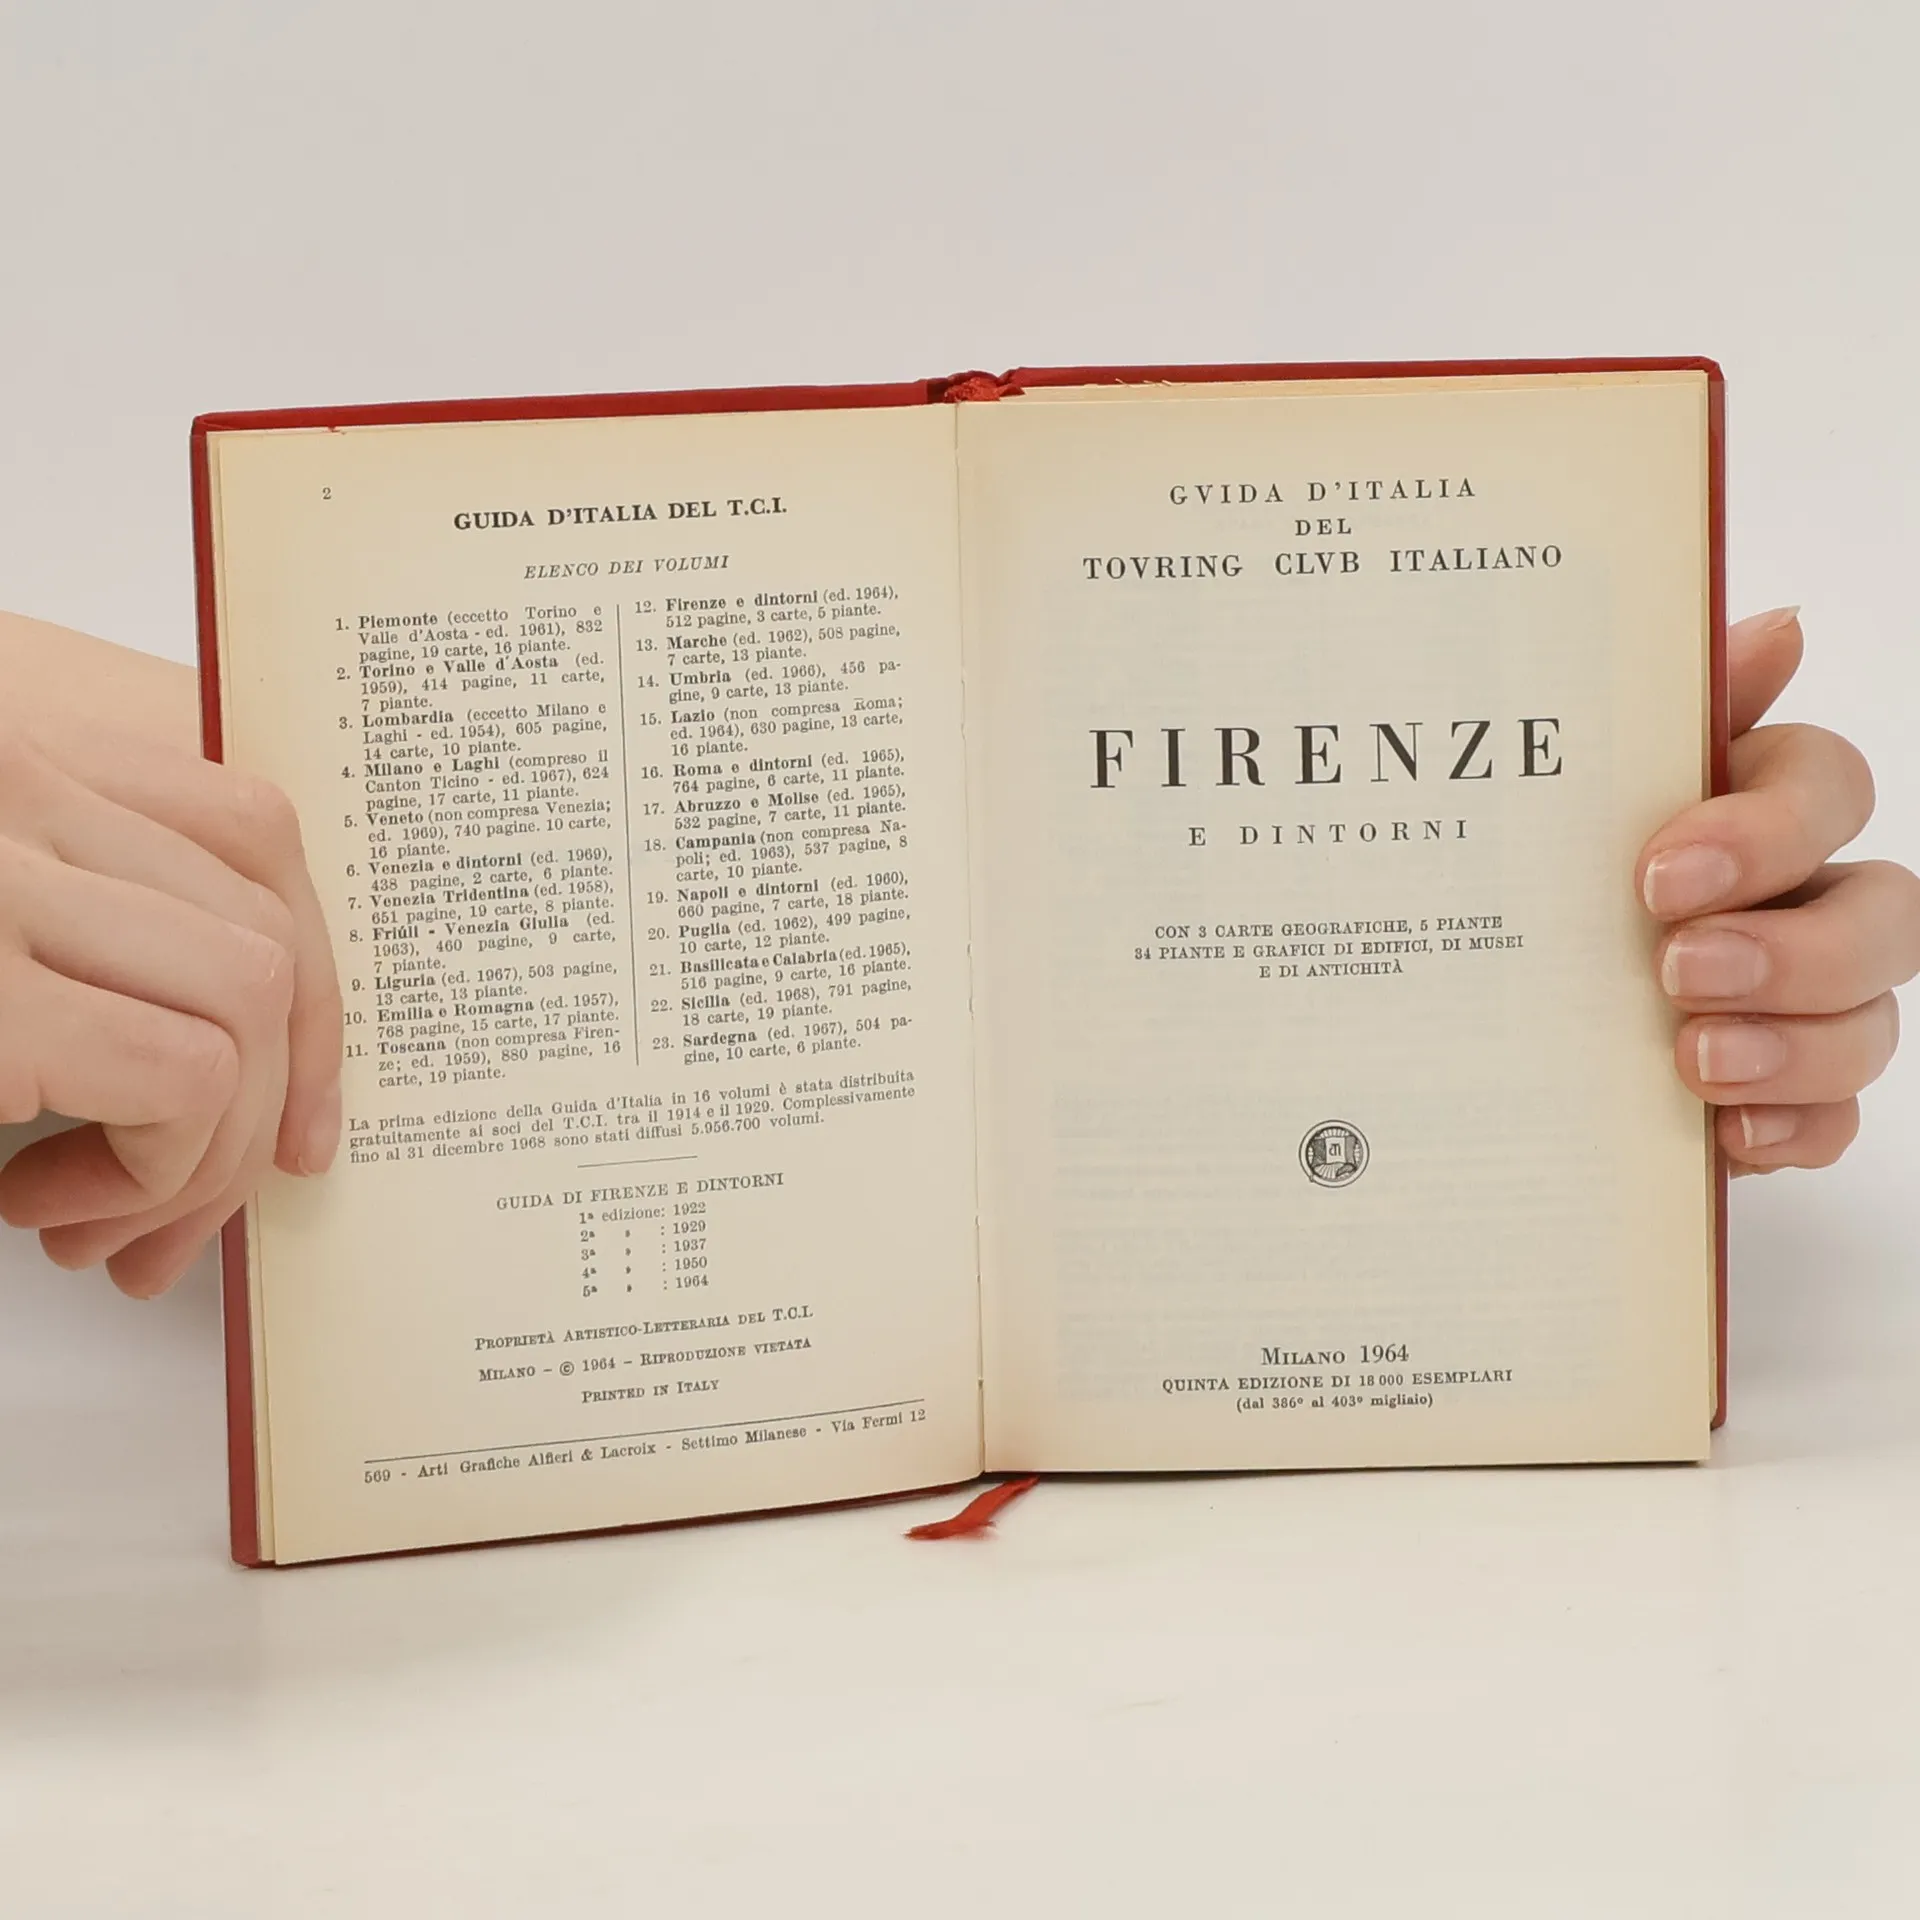 2
GUIDA D'ITALIA DEL T.C.I.
ELENCO DEI VOLUMI
1. Piemonte (eccetto Torino e
Valle d'Aosta - ed. 1961), 832
pagine, 19 carte, 16 piante.
2. Torino e Valle d'Aosta (ed.
1959), 414 pagine, 11 carte,
7 piante.
3. Lombardia (eccetto Milano e
Laghi - ed. 1954), 605 pagine,
14 carte, 10 piante.
4. Milano e Laghi (compreso il
Canton Ticino - ed. 1967), 624
pagine, 17 carte, 11 piante.
5. Veneto (non compresa Venezia;
ed. 1969), 740 pagine. 10 carte,
16 piante.
6. Venezia e dintorni (ed. 1969),
438 pagine, 2 carte, 6 piante.
7. Venezia Tridentina (ed. 1958),
651 pagine, 19 carte, 8 piante.
8. Friúli - Venezia Giulia (ed.
1963), 460 pagine, 9 carte,
7 piante.
9. Liguria (ed. 1967), 503 pagine,
13 carte, 13 piante.
10. Emilia e Romagna (ed. 1957),
768 pagine, 15 carte, 17 piante.
11. Toscana (non compresa Firen-
ze; ed. 1959), 880 pagine, 16
carte, 19 piante.
12. Firenze e dintorni (ed. 1964),
512 pagine, 3 carte, 5 piante.
13. Marche (ed. 1962), 508 pagine,
7 carte, 13 piante.
14. Umbria (ed. 1966), 456 pa-
gine, 9 carte, 13 piante.
15. Lazio (non compresa Roma;
ed. 1964), 630 pagine, 13 carte,
16 piante.
16. Roma e dintorni (ed. 1965),
764 pagine, 6 carte, 11 piante.
17. Abruzzo e Molise (ed. 1965),
532 pagine, 7 carte, 11 piante.
18. Campania (non compresa Na-
poli; ed. 1963), 537 pagine, 8
carte, 10 piante.
19. Napoli e dintorni (ed. 1960),
660 pagine, 7 carte, 18 piante.
20. Puglia (ed. 1962), 499 pagine,
10 carte, 12 piante.
21. Basilicata e Calabria (ed. 1965),
516 pagine, 9 carte, 16 piante.
22. Sicilia (ed. 1968), 791 pagine,
18 carte, 19 piante.
23. Sardegna (ed. 1967), 504 pa-
gine, 10 carte, 6 piante.
La prima edizione della Guida d'Italia in 16 volumi è stata distribuita
gratuitamente ai soci del T.C.I. tra il 1914 e il 1929. Complessivamente
fino al 31 dicembre 1968 sono stati diffusi 5.956.700 volumi.
GUIDA DI FIRENZE E DINTORNI
1ª edizione: 1922
2ª » : 1929
3ª » : 1937
4ª » : 1950
5ª » : 1964
PROPRIETÀ ARTISTICO-LETTERARIA DEL T.C.I.
MILANO - © 1964 - RIPRODUZIONE VIETATA
PRINTED IN ITALY
569 - Arti Grafiche Alfieri & Lacroix - Settimo Milanese - Via Fermi 12
GVIDA D'ITALIA
DEL
TOVRING CLVB ITALIANO
FIRENZE
E DINTORNI
CON 3 CARTE GEOGRAFICHE, 5 PIANTE
34 PIANTE E GRAFICI DI EDIFICI, DI MUSEI
E DI ANTICHITÀ
MILANO 1964
QUINTA EDIZIONE DI 18 000 ESEMPLARI
(dal 386º al 403º migliaio)